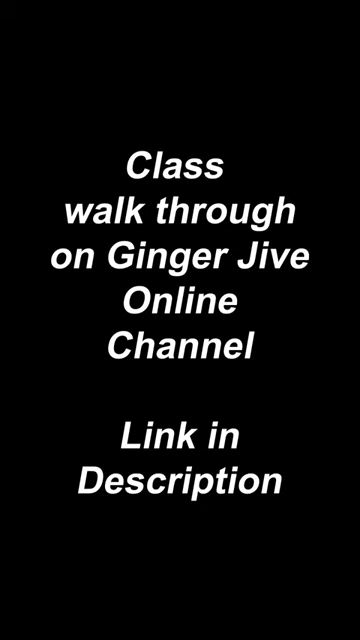 Class
walk through
on Ginger Jive
Online
Channel
Link in
Description